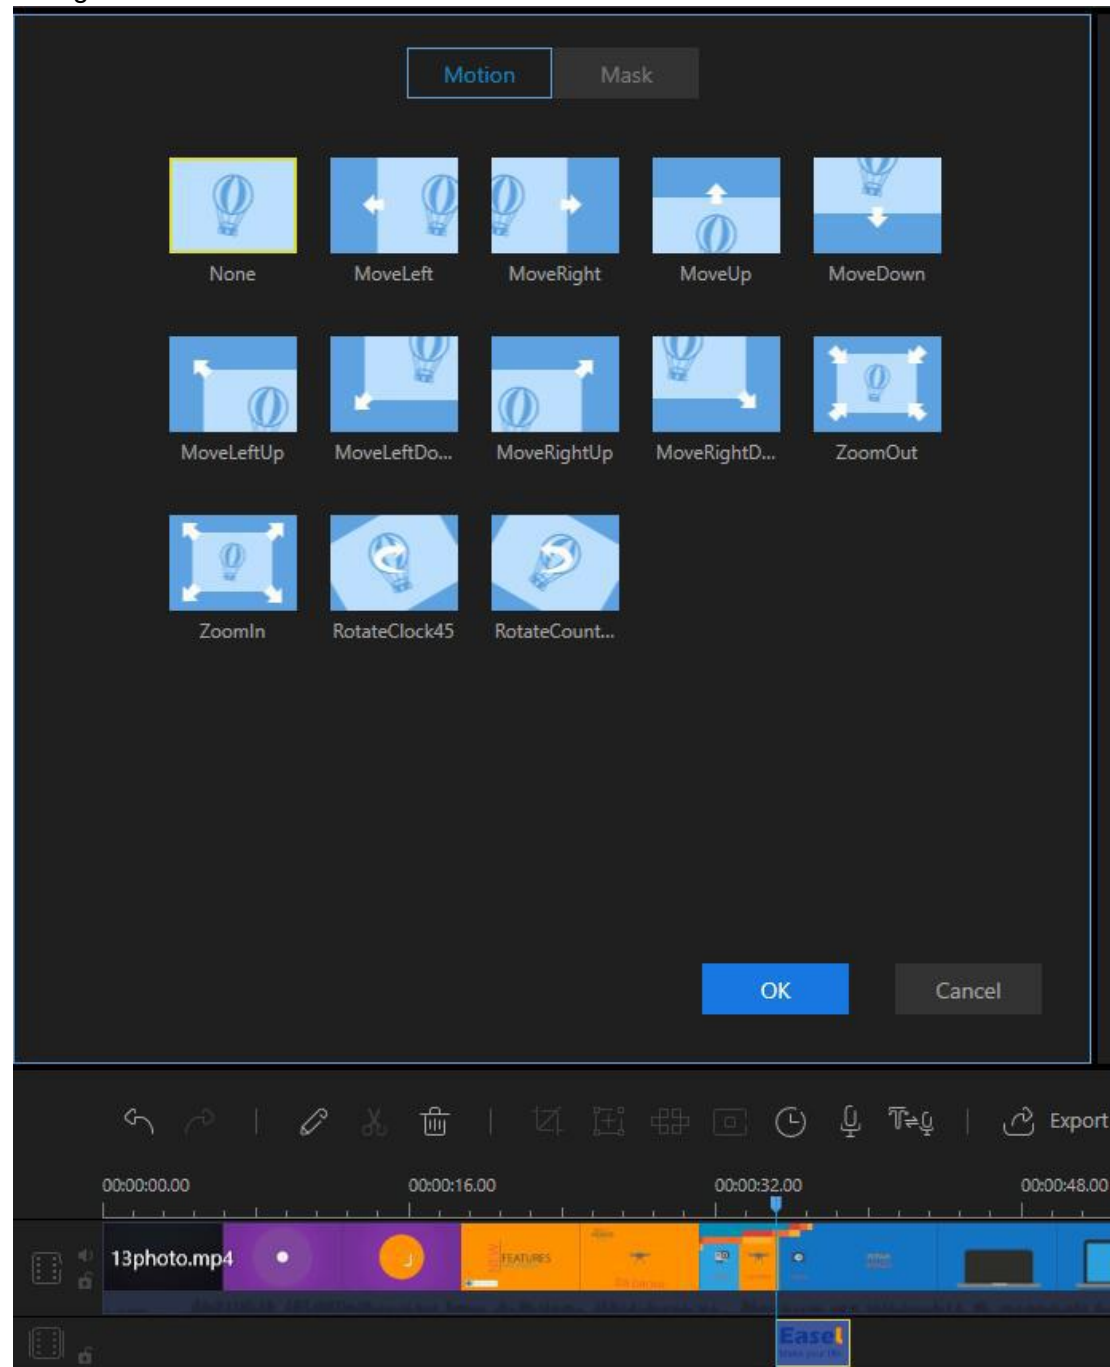 Motion Mask
None MoveLeft MoveRight MoveUp MoveDown
MoveLeftUp MoveLeftDo... MoveRightUp MoveRightD... ZoomOut
ZoomIn RotateClock45 RotateCount...
OK Cancel
Export
00:00:00.00 00:00:16.00 00:00:32.00 00:00:48.00
13photo.mp4
NEW
FEATURES
Ease